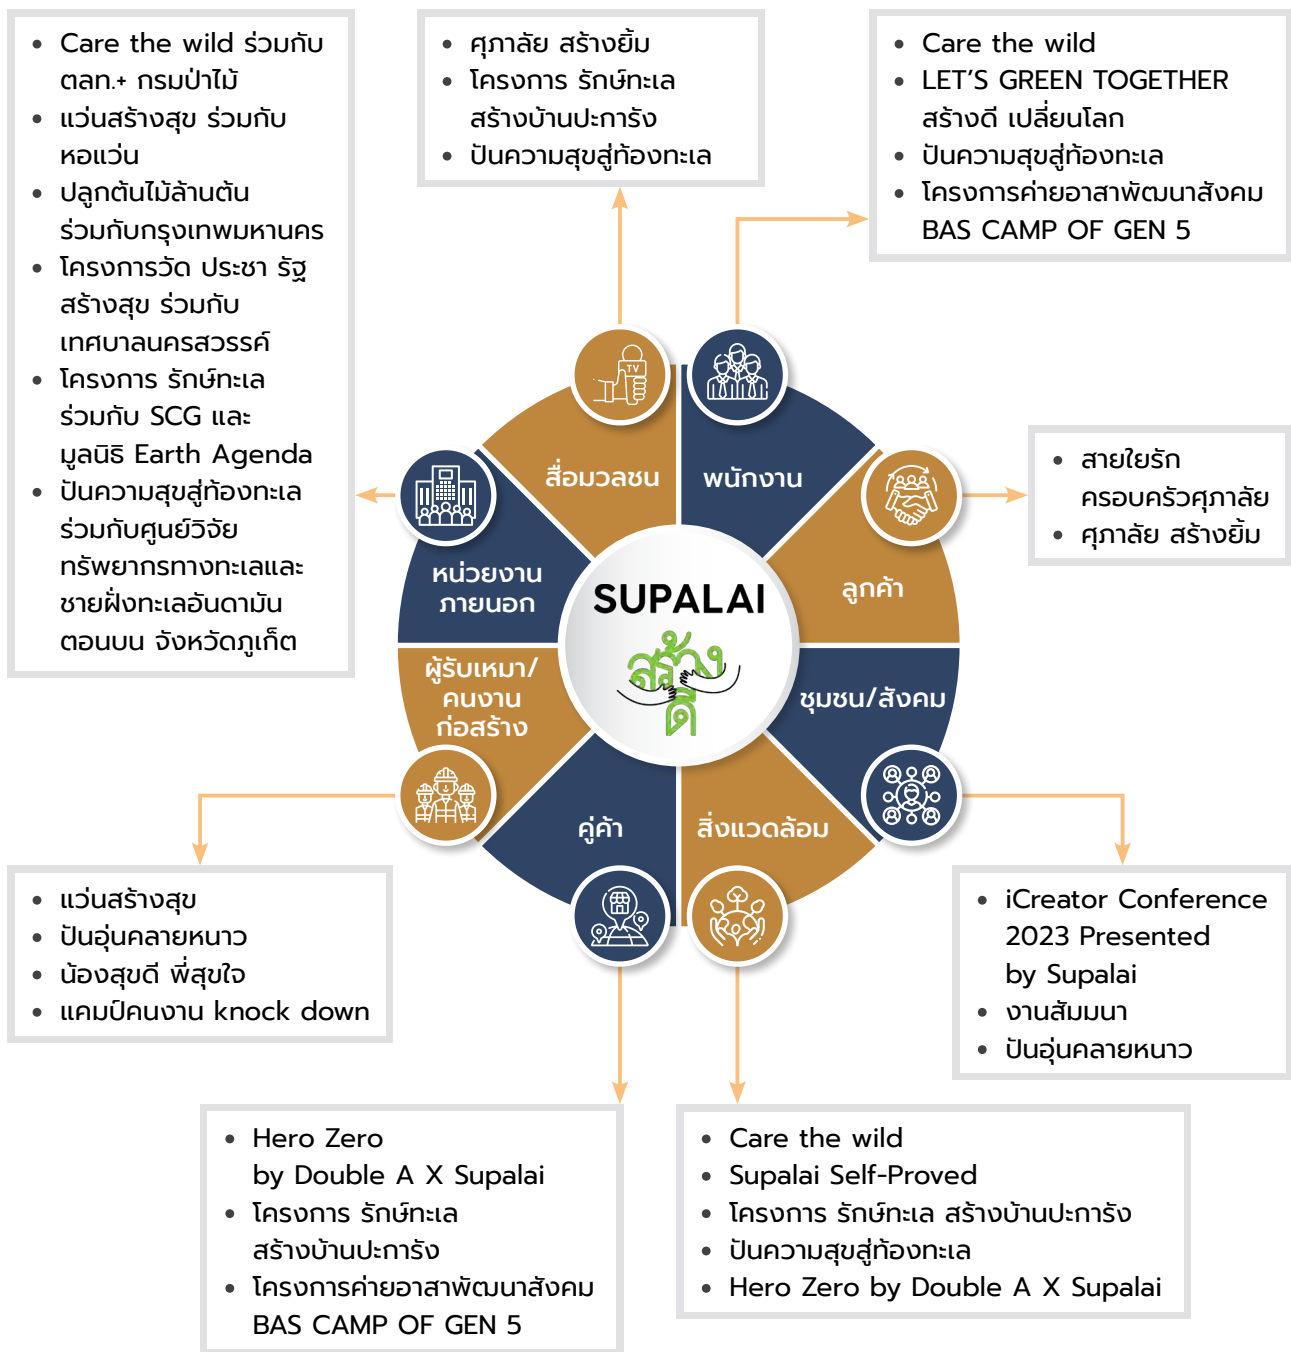 • Care the wild ร่วมกับ
ตลท.+ กรมป่าไม้
• แว่นสร้างสุข ร่วมกับ
หอแว่น
• ปลูกต้นไม้ล้านต้น
ร่วมกับกรุงเทพมหานคร
• โครงการวัด ประชา รัฐ
สร้างสุข ร่วมกับ
เทศบาลนครสวรรค์
• โครงการ รักษ์ทะเล
ร่วมกับ SCG และ
มูลนิธิ Earth Agenda
• ปันความสุขสู่ท้องทะเล
ร่วมกับศูนย์วิจัย
ทรัพยากรทางทะเลและ
ชายฝั่งทะเลอันดามัน
ตอนบน จังหวัดภูเก็ต
• ศุภาลัย สร้างยิ้ม
• โครงการ รักษ์ทะเล
สร้างบ้านปะการัง
• ปันความสุขสู่ท้องทะเล
• Care the wild
• LET'S GREEN TOGETHER
สร้างดี เปลี่ยนโลก
• ปันความสุขสู่ท้องทะเล
• โครงการค่ายอาสาพัฒนาสังคม
BAS CAMP OF GEN 5
TV
สื่อมวลชน
พนักงาน
หน่วยงาน
ภายนอก
ลูกค้า
• สายใยรัก
ครอบครัวศุภาลัย
• ศุภาลัย สร้างยิ้ม
SUPALAI
สร้าง
ดี
ผู้รับเหมา/
คนงาน
ก่อสร้าง
ชุมชน/สังคม
คู่ค้า
สิ่งแวดล้อม
• แว่นสร้างสุข
• ปันอุ่นคลายหนาว
• น้องสุขดี พี่สุขใจ
• แคมป์คนงาน knock down
• iCreator Conference
2023 Presented
by Supalai
• งานสัมมนา
• ปันอุ่นคลายหนาว
• Hero Zero
by Double A X Supalai
• โครงการ รักษ์ทะเล
สร้างบ้านปะการัง
• โครงการค่ายอาสาพัฒนาสังคม
BAS CAMP OF GEN 5
• Care the wild
• Supalai Self-Proved
• โครงการ รักษ์ทะเล สร้างบ้านปะการัง
• ปันความสุขสู่ท้องทะเล
• Hero Zero by Double A X Supalai